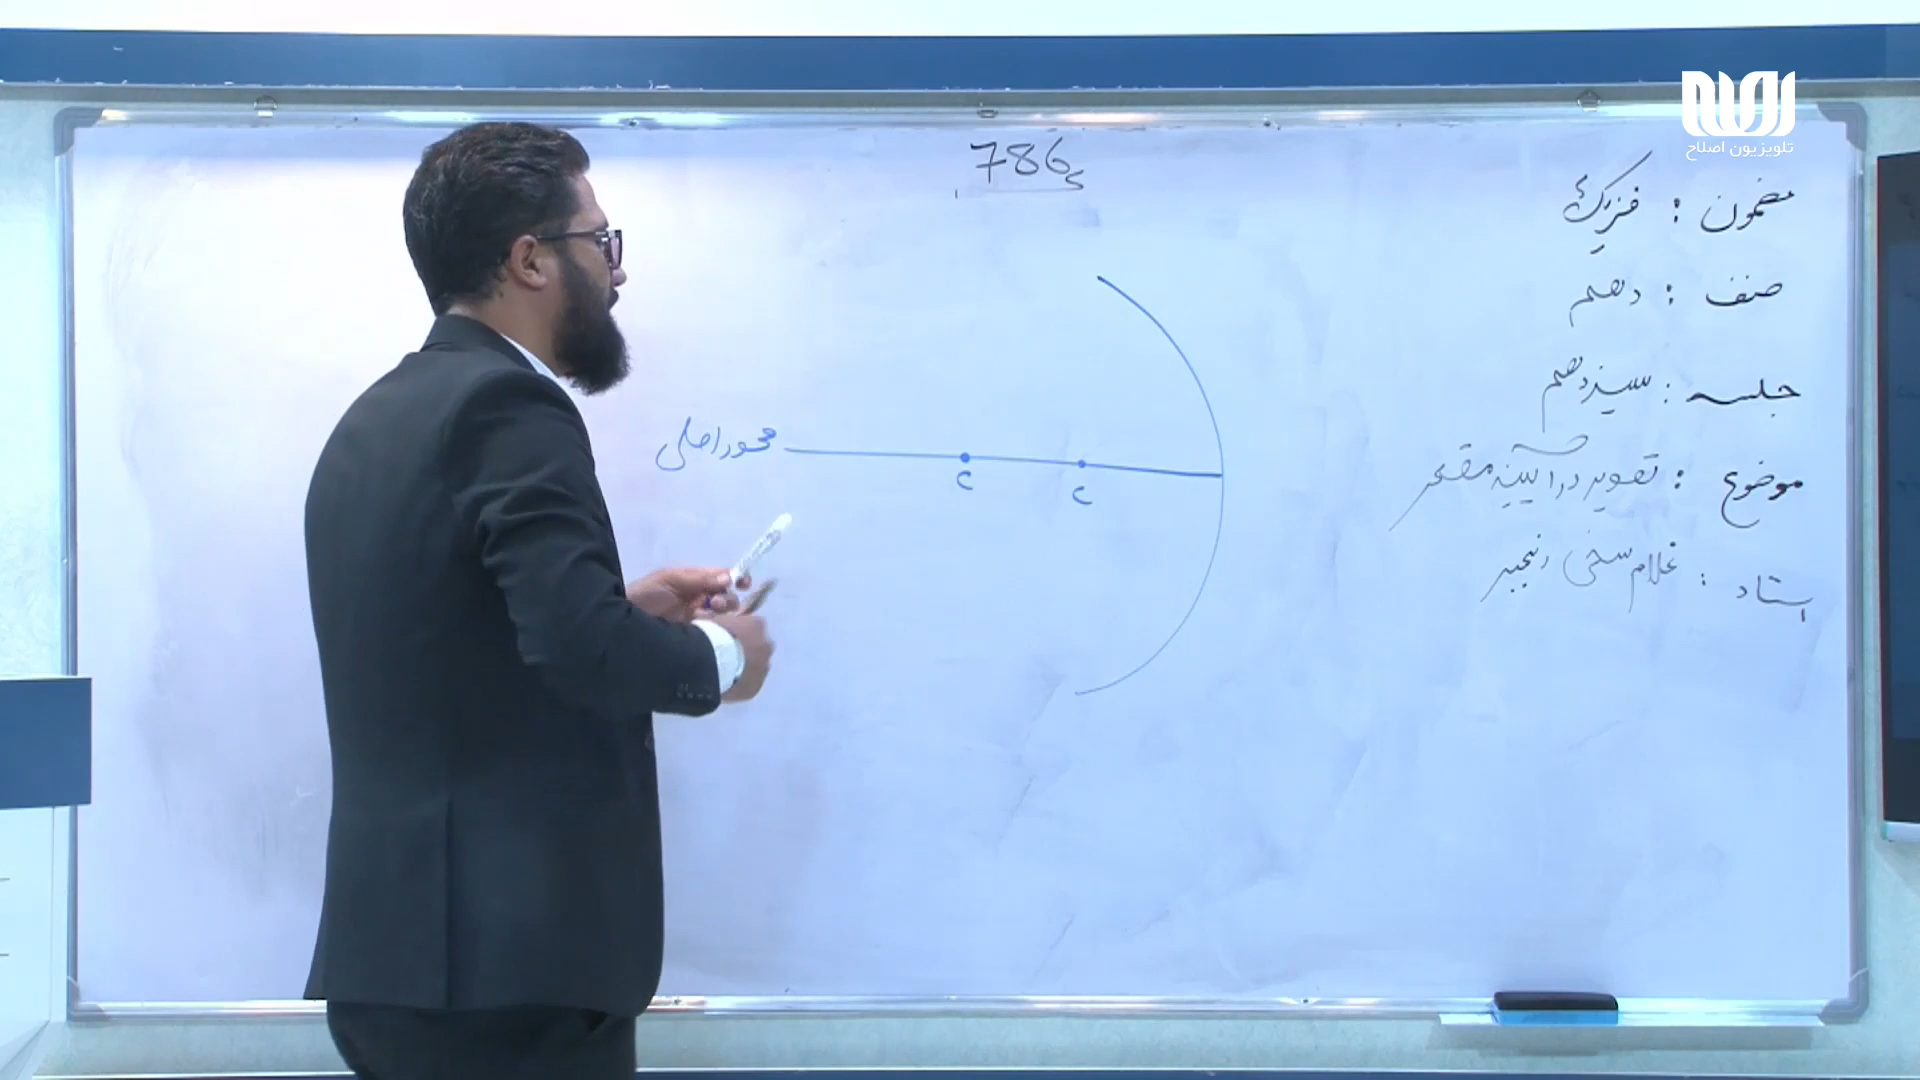 786
تلویزیون اصلاح
مضمون : فزیک
صنف : دهم
جلسه : سیزدهم
موضوع : تصویر در آیینه مقعر
استاد : غلام سخی رنجبر
محور اصلی
c
c